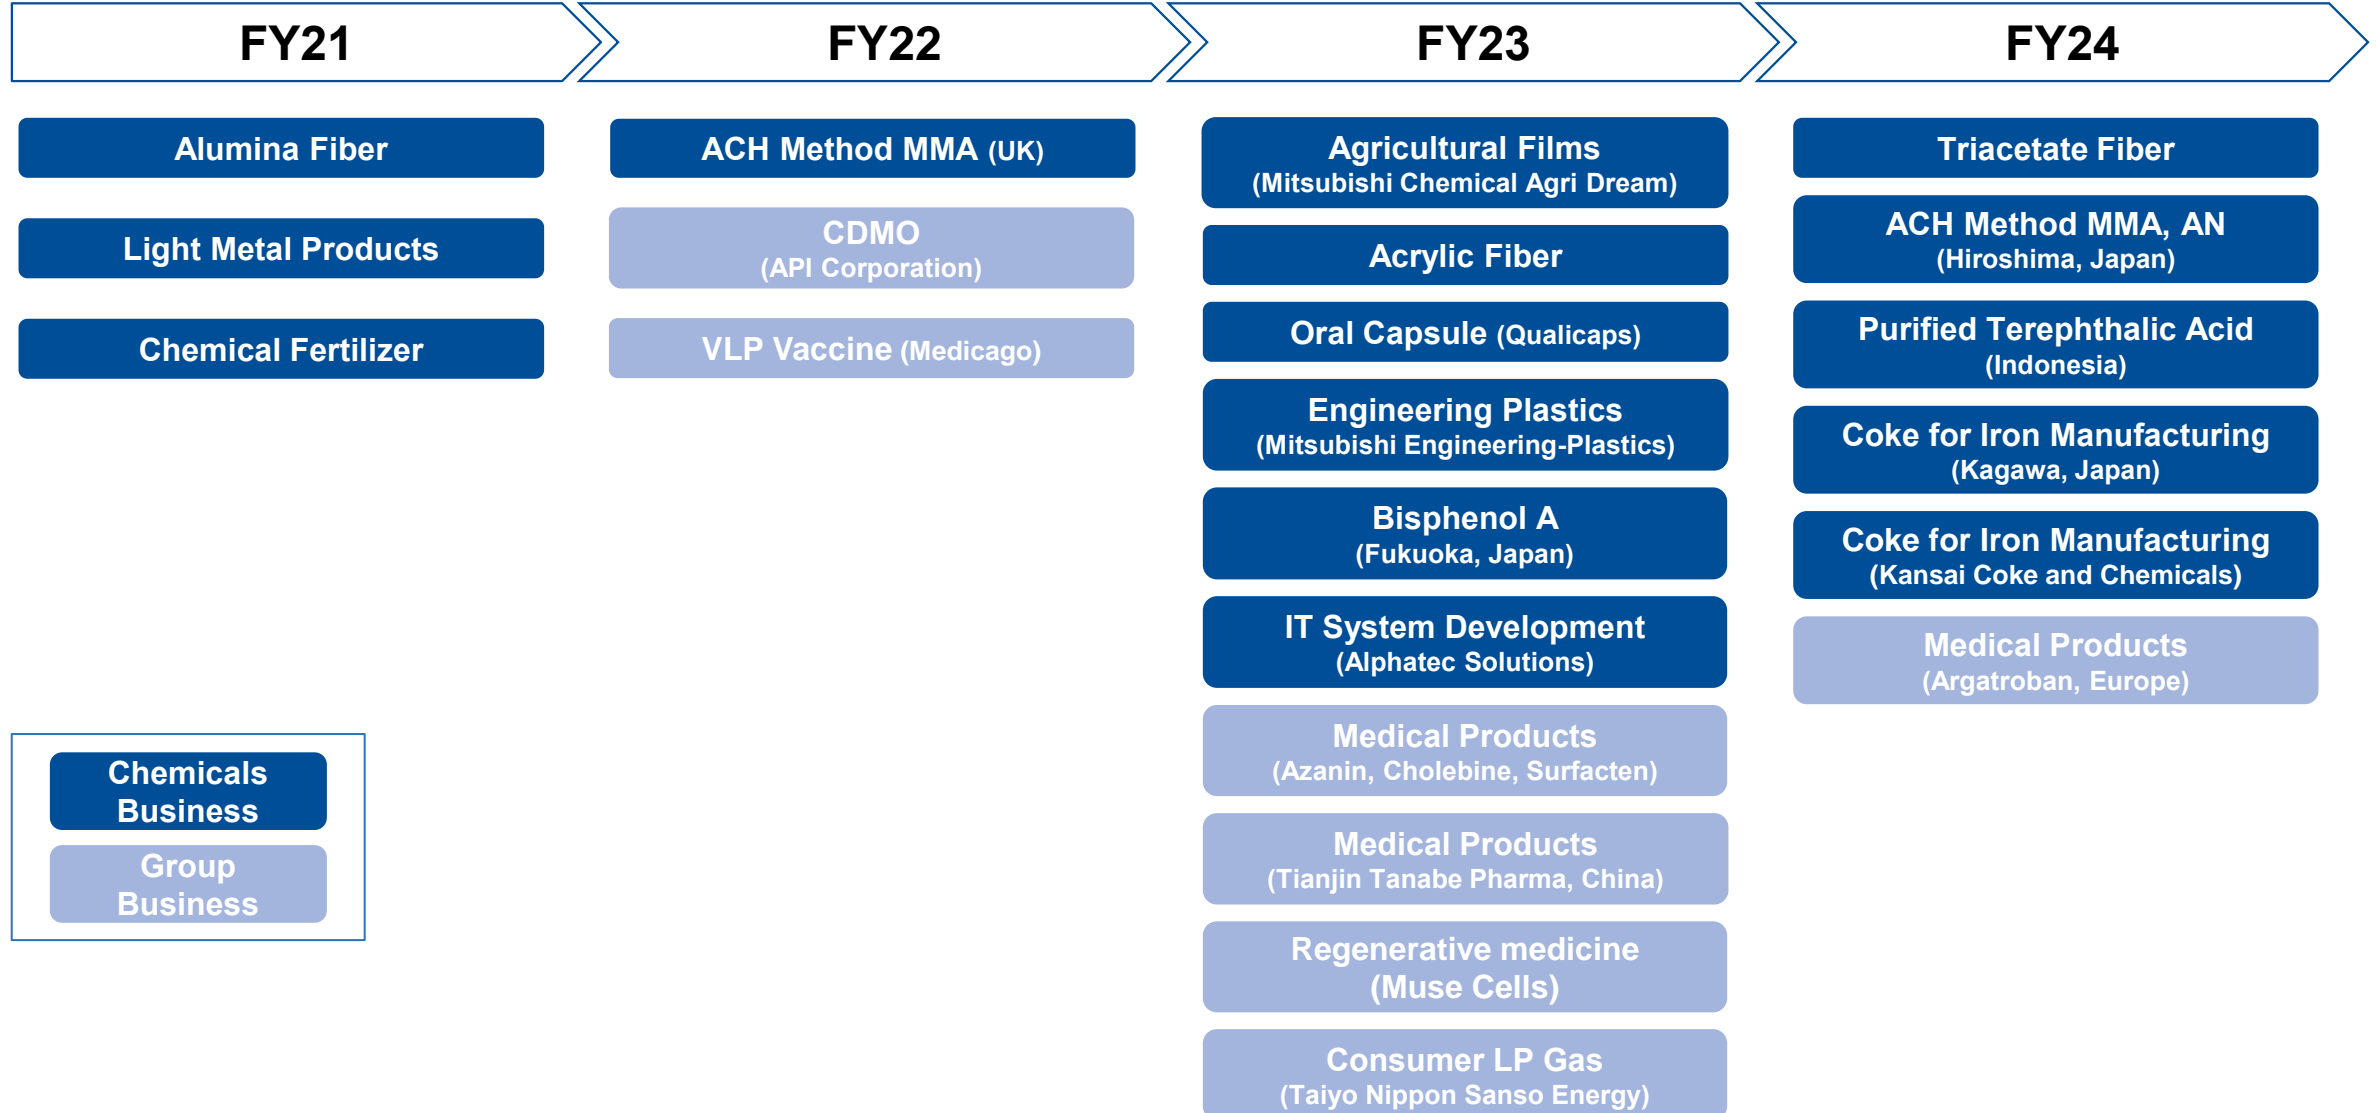 FY21
FY22
FY23
FY24
Alumina Fiber
Light Metal Products
Chemical Fertilizer
ACH Method MMA (UK)
CDMO
(API Corporation)
VLP Vaccine (Medicago)
Agricultural Films
(Mitsubishi Chemical Agri Dream)
Acrylic Fiber
Oral Capsule (Qualicaps)
Engineering Plastics
(Mitsubishi Engineering-Plastics)
Bisphenol A
(Fukuoka, Japan)
IT System Development
(Alphatec Solutions)
Medical Products
(Azanin, Cholebine, Surfacten)
Medical Products
(Tianjin Tanabe Pharma, China)
Regenerative medicine
(Muse Cells)
Consumer LP Gas
(Taiyo Nippon Sanso Energy)
Triacetate Fiber
ACH Method MMA, AN
(Hiroshima, Japan)
Purified Terephthalic Acid
(Indonesia)
Coke for Iron Manufacturing
(Kagawa, Japan)
Coke for Iron Manufacturing
(Kansai Coke and Chemicals)
Medical Products
(Argatroban, Europe)
Chemicals
Business
Group
Business